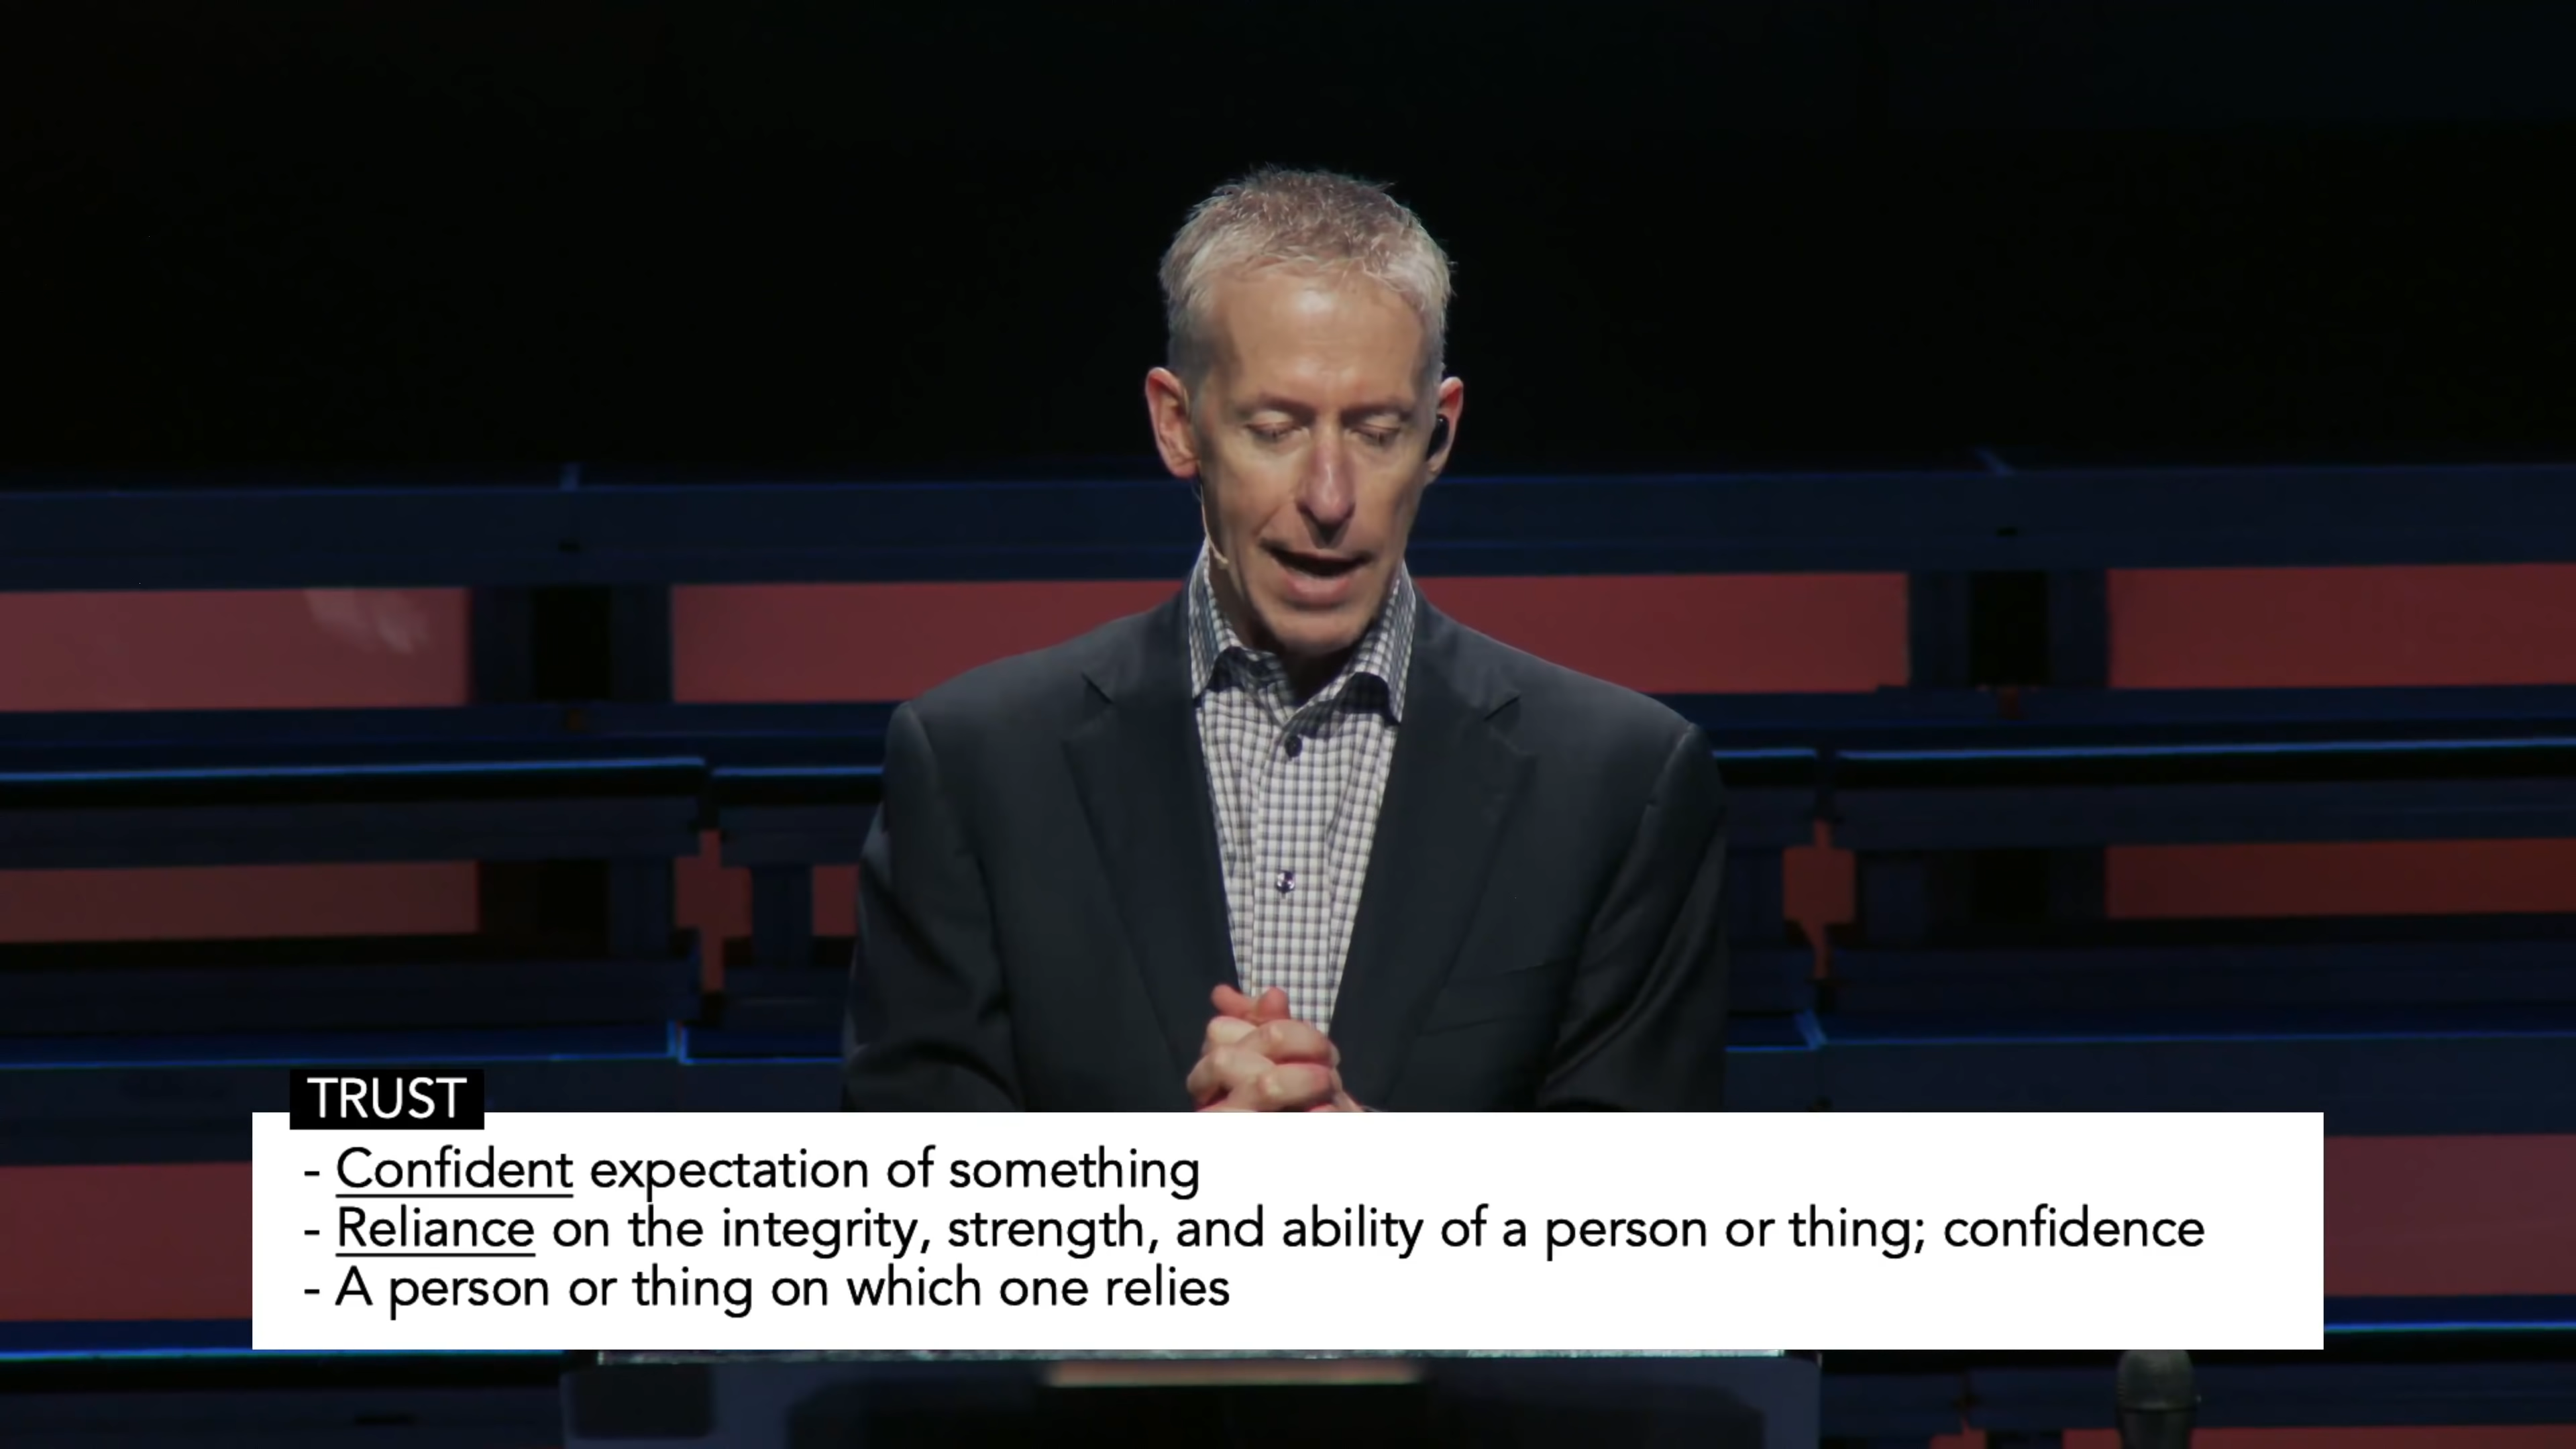 TRUST
- Confident expectation of something
- Reliance on the integrity, strength, and ability of a person or thing; confidence
- A person or thing on which one relies